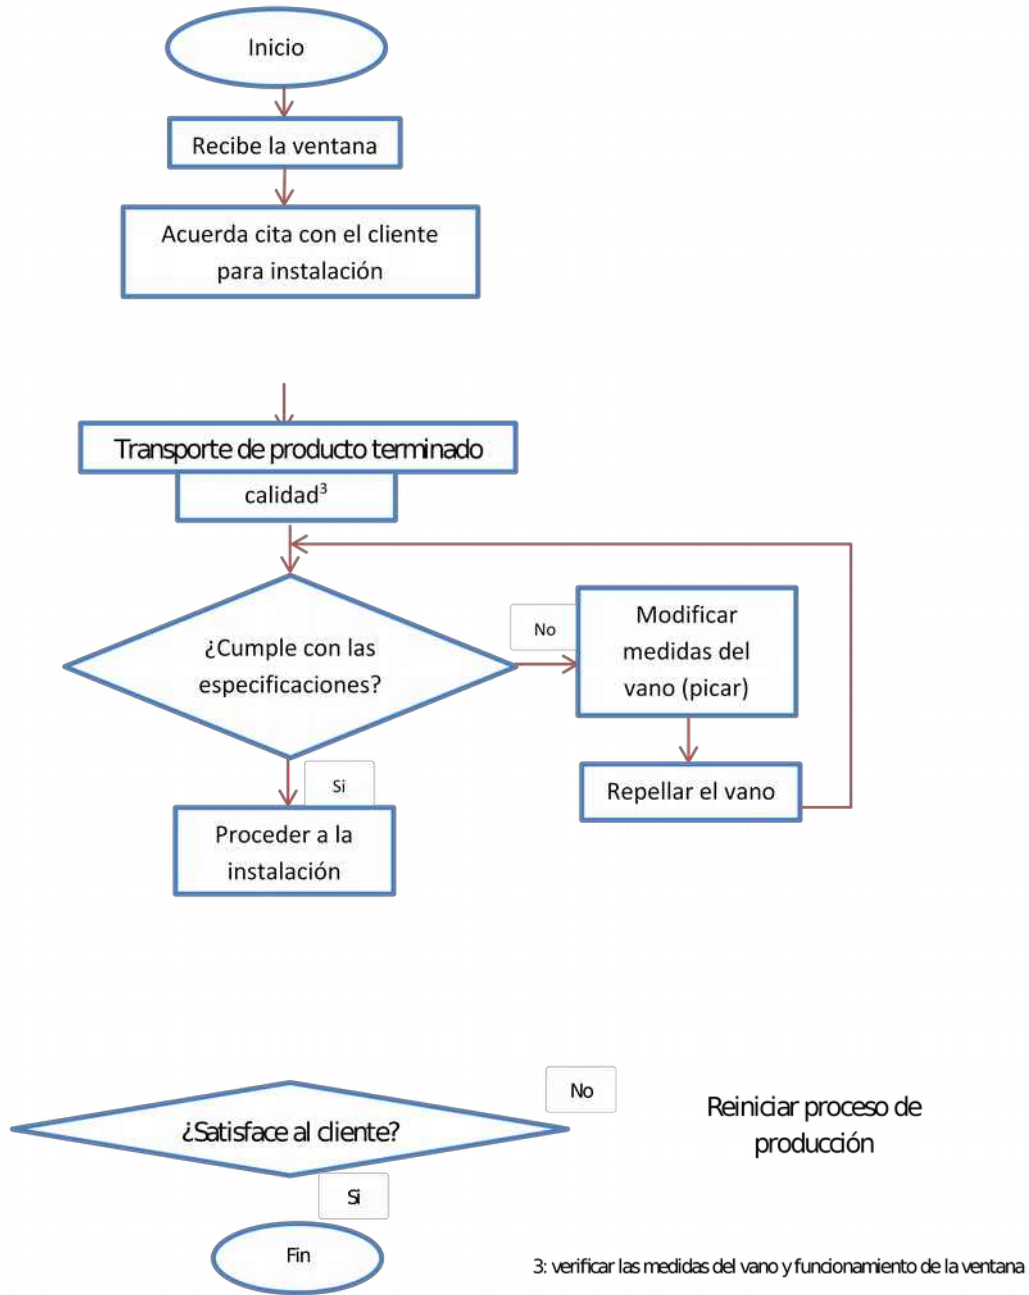 Inicio
Recibe la ventana
Acuerda cita con el cliente
para instalación
Transporte de producto terminado
calidad³
¿Cumple con las
especificaciones?
No
Modificar
medidas del
vano (picar)
Si
Repellar el vano
Proceder a la
instalación
No
Reiniciar proceso de
producción
¿Satisface al cliente?
Si
Fin
3: verificar las medidas del vano y funcionamiento de la ventana